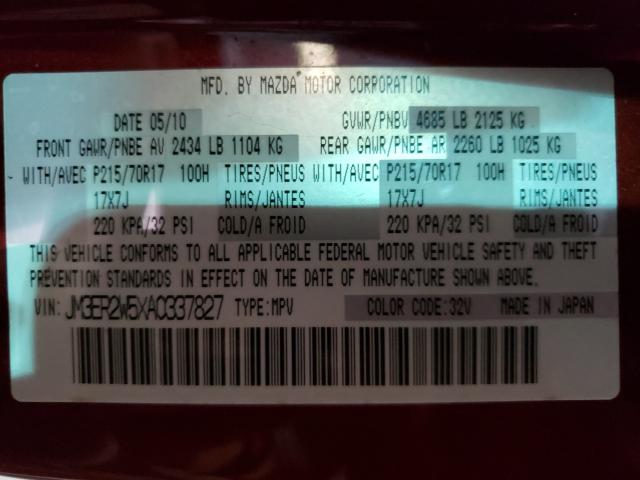 MFD. BY MAZDA MOTOR CORPORATION
DATE 05/10 GVWR/PNBV 4685 LB 2125 KG
FRONT GAWR/PNBE AV 2434 LB 1104 KG REAR GAWR/PNBE AR 2260 LB 1025 KG
WITH/AVEC P215/70R17 100H TIRES/PNEUS WITH/AVEC P215/70R17 100H TIRES/PNEUS
17X7J RIMS/JANTES 17X7J RIMS/JANTES
220 KPA/32 PSI COLD/A FROID 220 KPA/32 PSI COLD/A FROID
THIS VEHICLE CONFORMS TO ALL APPLICABLE FEDERAL MOTOR VEHICLE SAFETY AND THEFT
PREVENTION STANDARDS IN EFFECT ON THE DATE OF MANUFACTURE SHOWN ABOVE.
VIN: JM3ER2W5XA0337827 TYPE:MPV COLOR CODE:32V MADE IN JAPAN